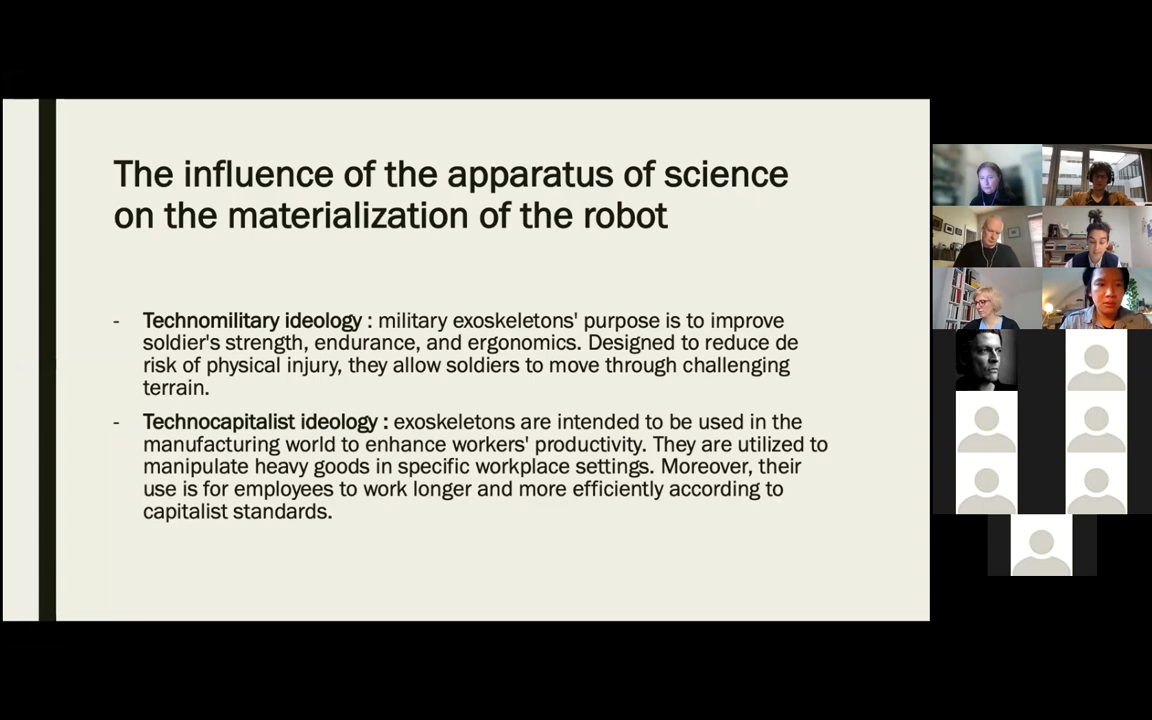 The influence of the apparatus of science
on the materialization of the robot
- Technomilitary ideology : military exoskeletons' purpose is to improve
soldier's strength, endurance, and ergonomics. Designed to reduce de
risk of physical injury, they allow soldiers to move through challenging
terrain.
- Technocapitalist ideology : exoskeletons are intended to be used in the
manufacturing world to enhance workers' productivity. They are utilized to
manipulate heavy goods in specific workplace settings. Moreover, their
use is for employees to work longer and more efficiently according to
capitalist standards.